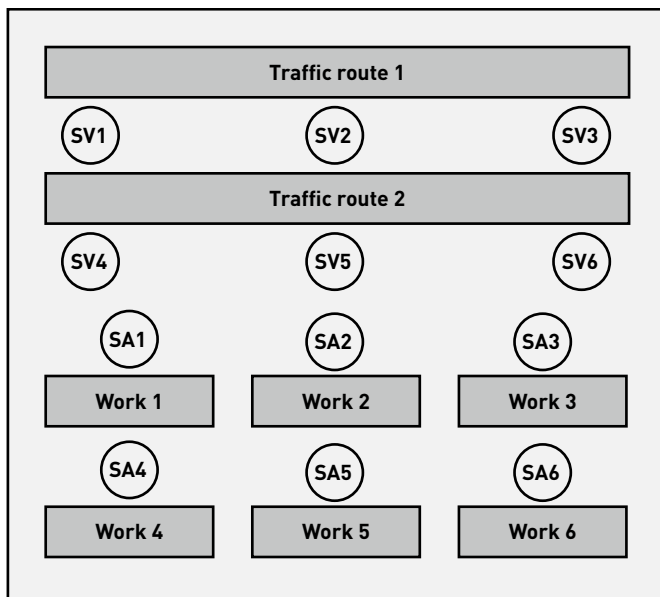 Traffic route 1
SV1 SV2 SV3
Traffic route 2
SV4 SV5 SV6
SA1 SA2 SA3
Work 1 Work 2 Work 3
SA4 SA5 SA6
Work 4 Work 5 Work 6